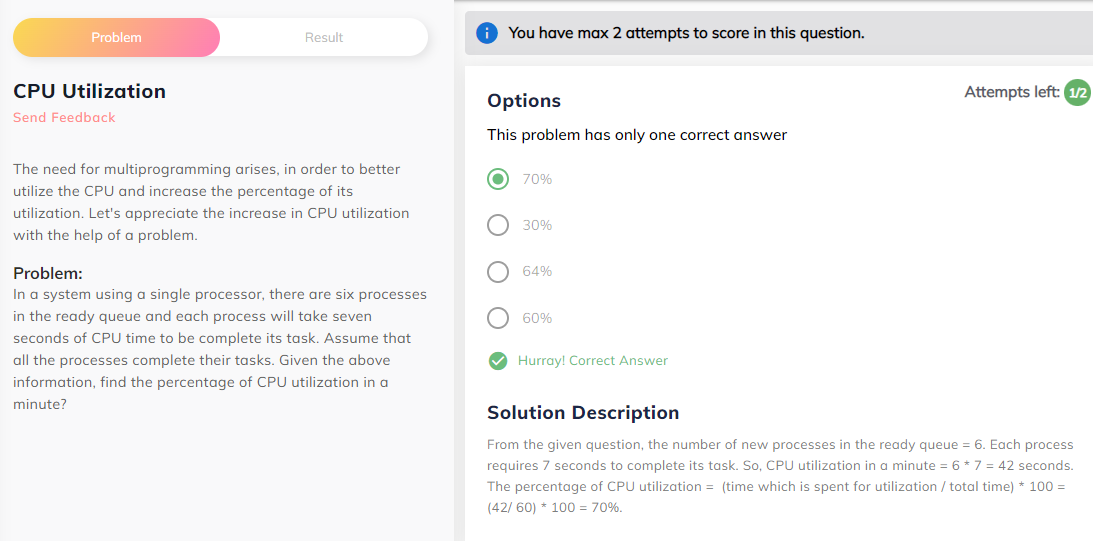 Problem
Result
CPU Utilization
Send Feedback
The need for multiprogramming arises, in order to better
utilize the CPU and increase the percentage of its
utilization. Let's appreciate the increase in CPU utilization
with the help of a problem.
Problem:
In a system using a single processor, there are six processes
in the ready queue and each process will take seven
seconds of CPU time to be complete its task. Assume that
all the processes complete their tasks. Given the above
information, find the percentage of CPU utilization in a
minute?
You have max 2 attempts to score in this question.
Attempts left: 1/2
Options
This problem has only one correct answer
70%
30%
64%
60%
Hurray! Correct Answer
Solution Description
From the given question, the number of new processes in the ready queue = 6. Each process
requires 7 seconds to complete its task. So, CPU utilization in a minute = 6 * 7 = 42 seconds.
The percentage of CPU utilization = (time which is spent for utilization / total time) * 100 =
(42/ 60) * 100 = 70%.